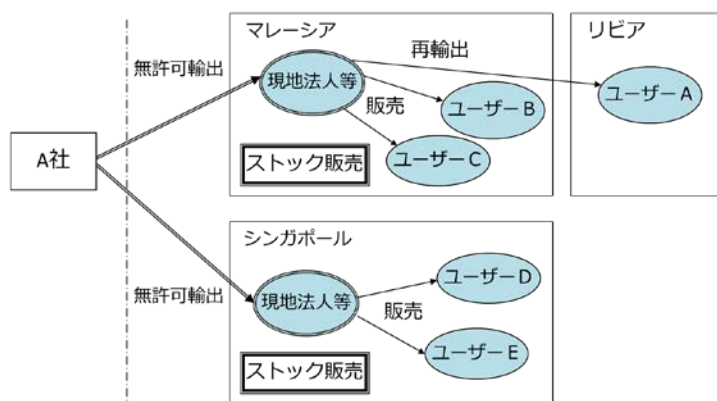 マレーシア
リビア
無許可輸出
再輸出
現地法人等
ユーザーA
販売
ユーザーB
A社
ストック販売
ユーザーC
シンガポール
無許可輸出
現地法人等
ユーザーD
販売
ユーザーE
ストック販売